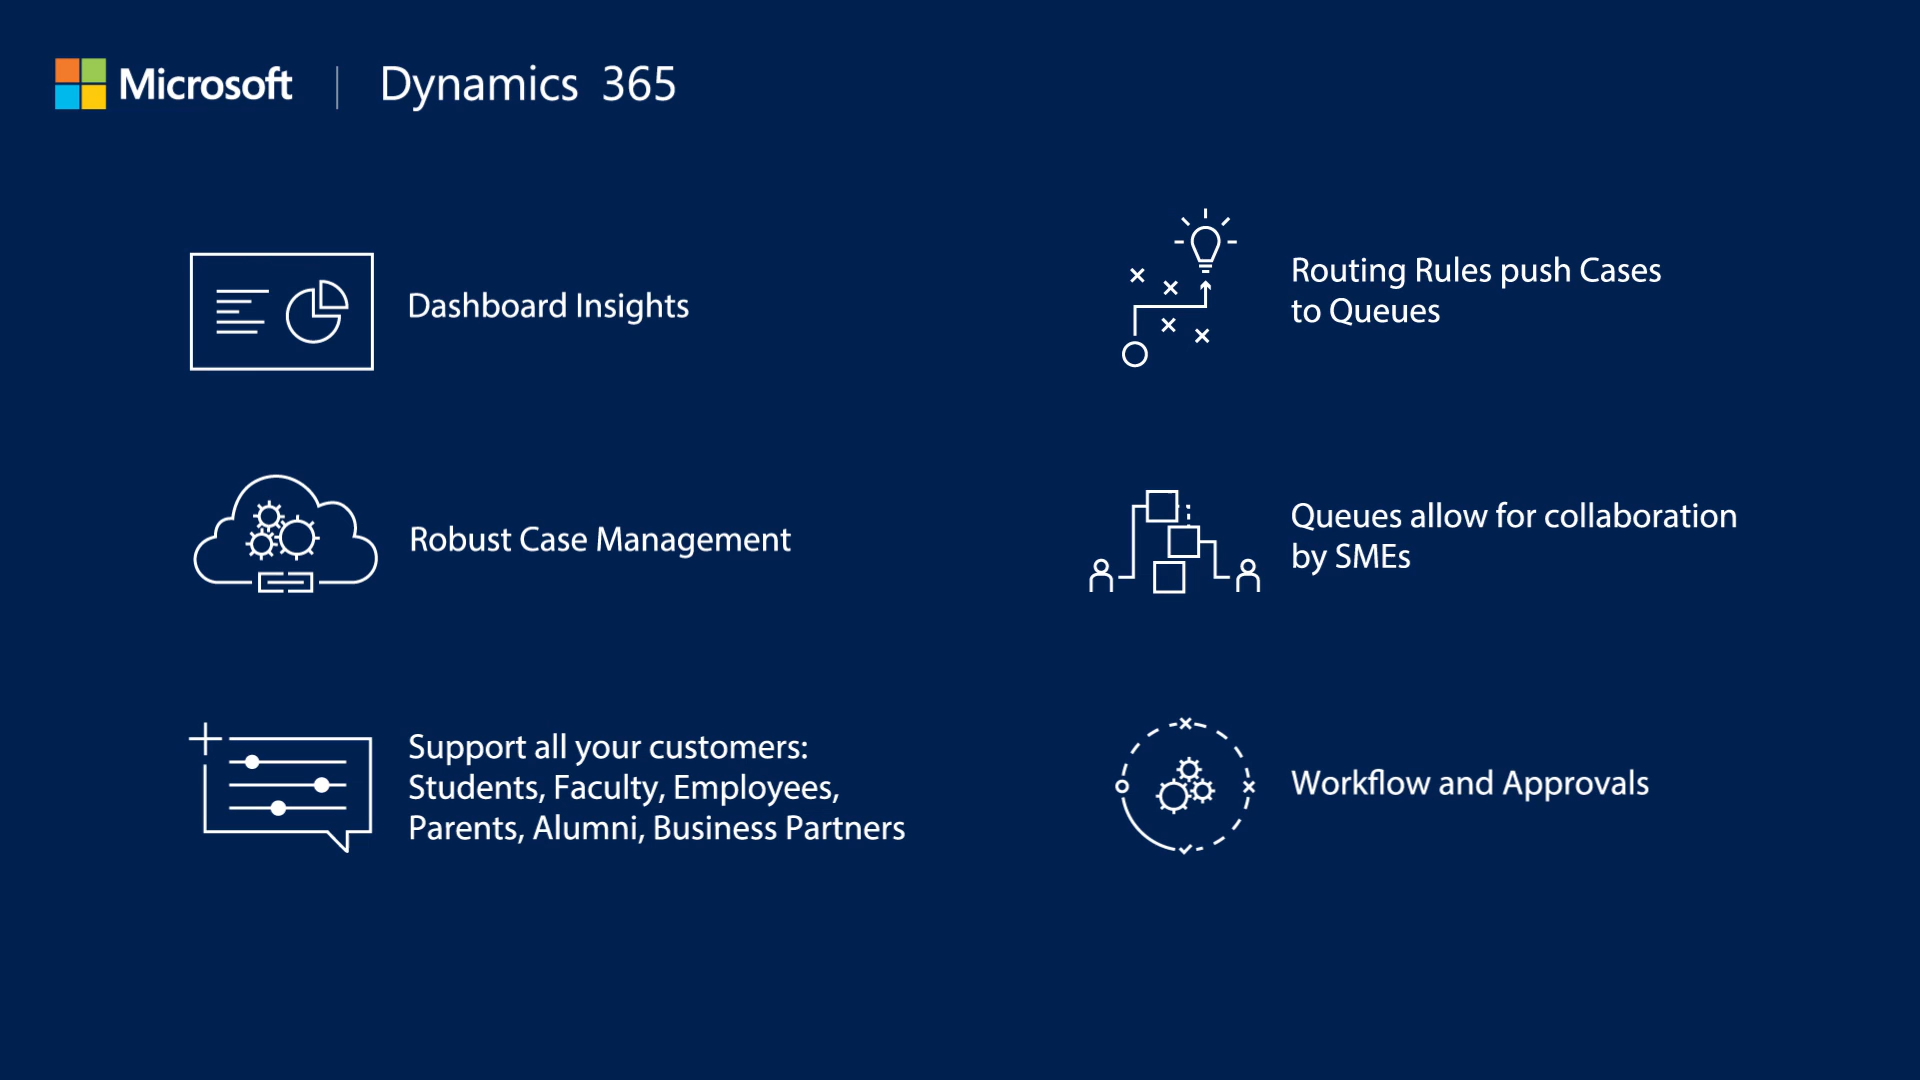 Microsoft | Dynamics 365
Dashboard Insights
Robust Case Management
Support all your customers:
Students, Faculty, Employees,
Parents, Alumni, Business Partners
Routing Rules push Cases
to Queues
Queues allow for collaboration
by SMEs
Workflow and Approvals